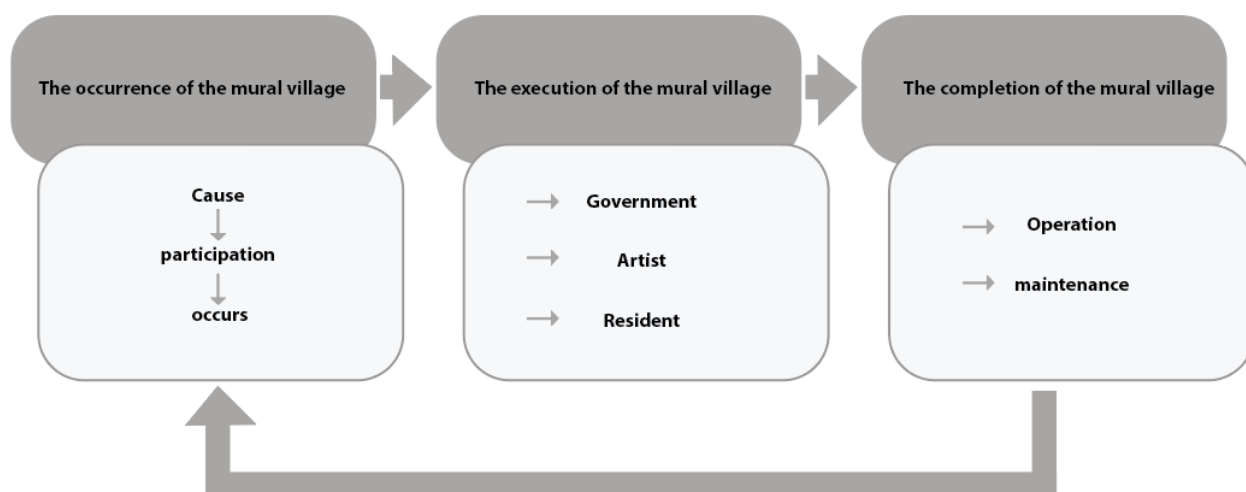 The occurrence of the mural village
The execution of the mural village
The completion of the mural village
Cause
participation
occurs
Government
Artist
Resident
Operation
maintenance